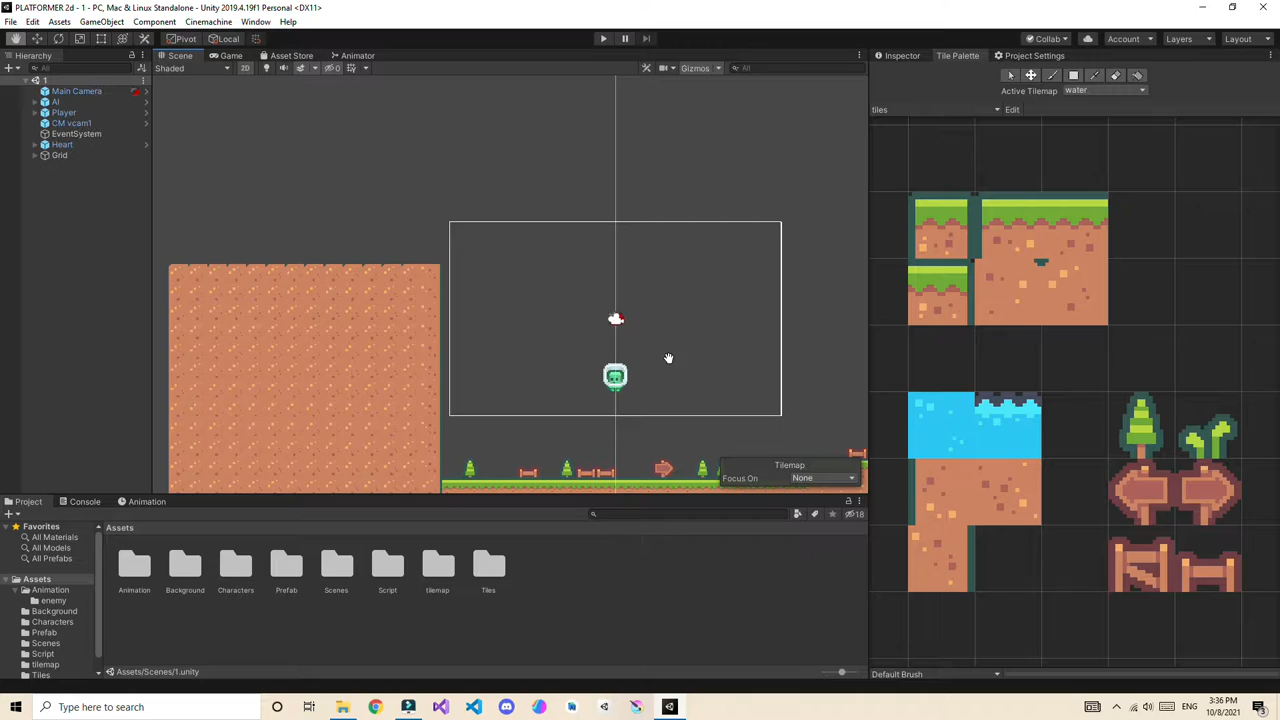 PLATFORMER 2d - 1 - PC, Mac & Linux Standalone - Unity 2019.4.19f1 Personal <DX11>
File Edit Assets GameObject Component Cinemachine Window Help
Pivot Local Collab Account Layers Layout
Hierarchy Scene Game Asset Store Animator Inspector Tile Palette Project Settings
All Shaded 2D 0 Gizmos All
1
Main Camera
AI
Player
CM vcam1
EventSystem
Heart
Grid
Active Tilemap water
tiles Edit
Tilemap
Focus On None
Project Console Animation
18
Favorites
All Materials
All Models
All Prefabs
Assets
Animation
enemy
Background
Characters
Prefab
Scenes
Script
tilemap
Tiles
Assets
Animation Background Characters Prefab Scenes Script tilemap Tiles
Assets/Scenes/1.unity
Default Brush
Type here to search
ENG
3:36 PM
10/8/2021
3